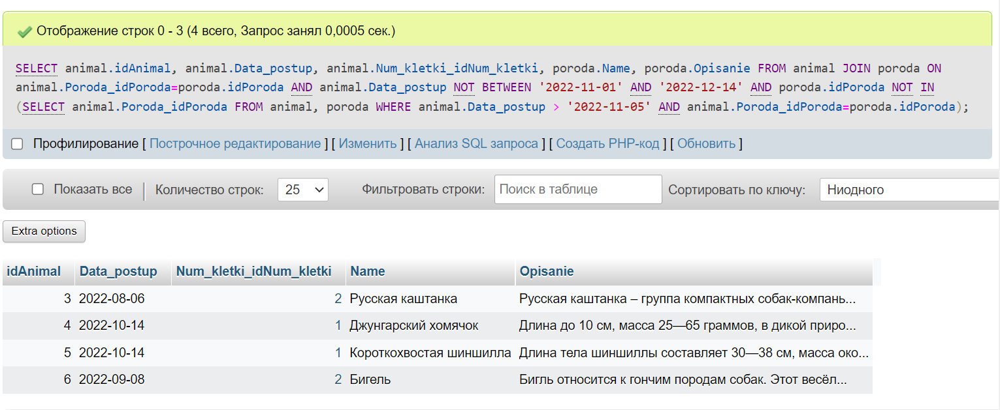 Отображение строк 0 - 3 (4 всего, Запрос занял 0,0005 сек.)
SELECT animal.idAnimal, animal.Data_postup, animal.Num_kletki_idNum_kletki, poroda.Name, poroda.Opisanie FROM animal JOIN poroda ON
animal.Poroda_idPoroda=poroda.idPoroda AND animal.Data_postup NOT BETWEEN '2022-11-01' AND '2022-12-14' AND poroda.idPoroda NOT IN
(SELECT animal.Poroda_idPoroda FROM animal, poroda WHERE animal.Data_postup > '2022-11-05' AND animal.Poroda_idPoroda=poroda.idPoroda);
Профилирование [ Построчное редактирование ] [ Изменить ] [ Анализ SQL запроса ] [ Создать PHP-код ] [ Обновить ]
Показать все Количество строк: 25 Фильтровать строки: Поиск в таблице Сортировать по ключу: Ниодного
Extra options
idAnimal Data_postup Num_kletki_idNum_kletki Name Opisanie
3 2022-08-06 2 Русская каштанка Русская каштанка – группа компактных собак-компань...
4 2022-10-14 1 Джунгарский хомячок Длина до 10 см, масса 25—65 граммов, в дикой приро...
5 2022-10-14 1 Короткохвостая шиншилла Длина тела шиншиллы составляет 30—38 см, масса око...
6 2022-09-08 2 Бигель Бигль относится к гончим породам собак. Этот весёл...